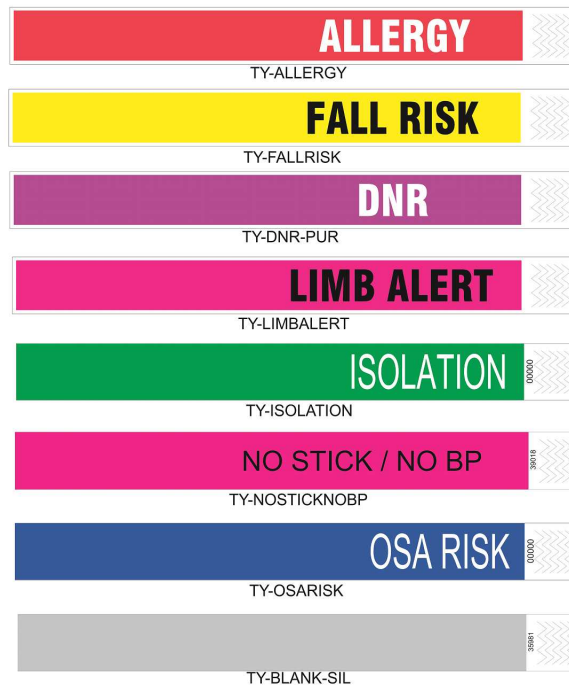 ALLERGY
TY-ALLERGY
FALL RISK
TY-FALLRISK
DNR
TY-DNR-PUR
LIMB ALERT
TY-LIMBALERT
ISOLATION
00000
TY-ISOLATION
NO STICK / NO BP
39018
TY-NOSTICKNOBP
OSA RISK
00000
TY-OSARISK
35981
TY-BLANK-SIL